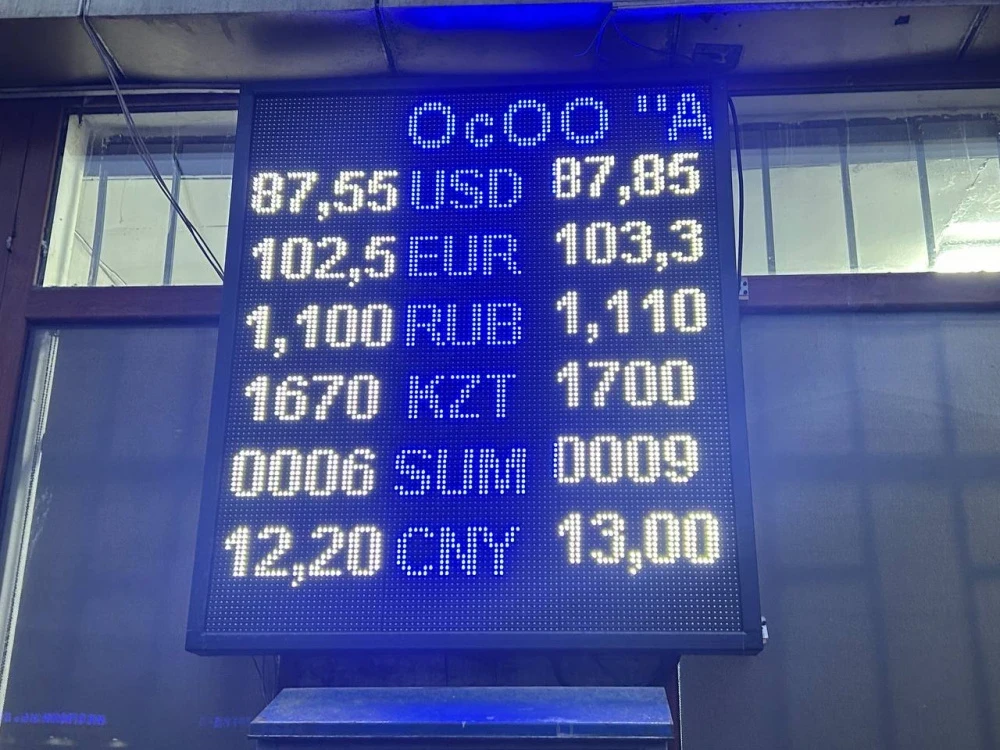 ОсОО "А
87,55 USD 87,85
102,5 EUR 103,3
1,100 RUB 1,110
1670 KZT 1700
0006 SUM 0009
12,20 CNY 13,00